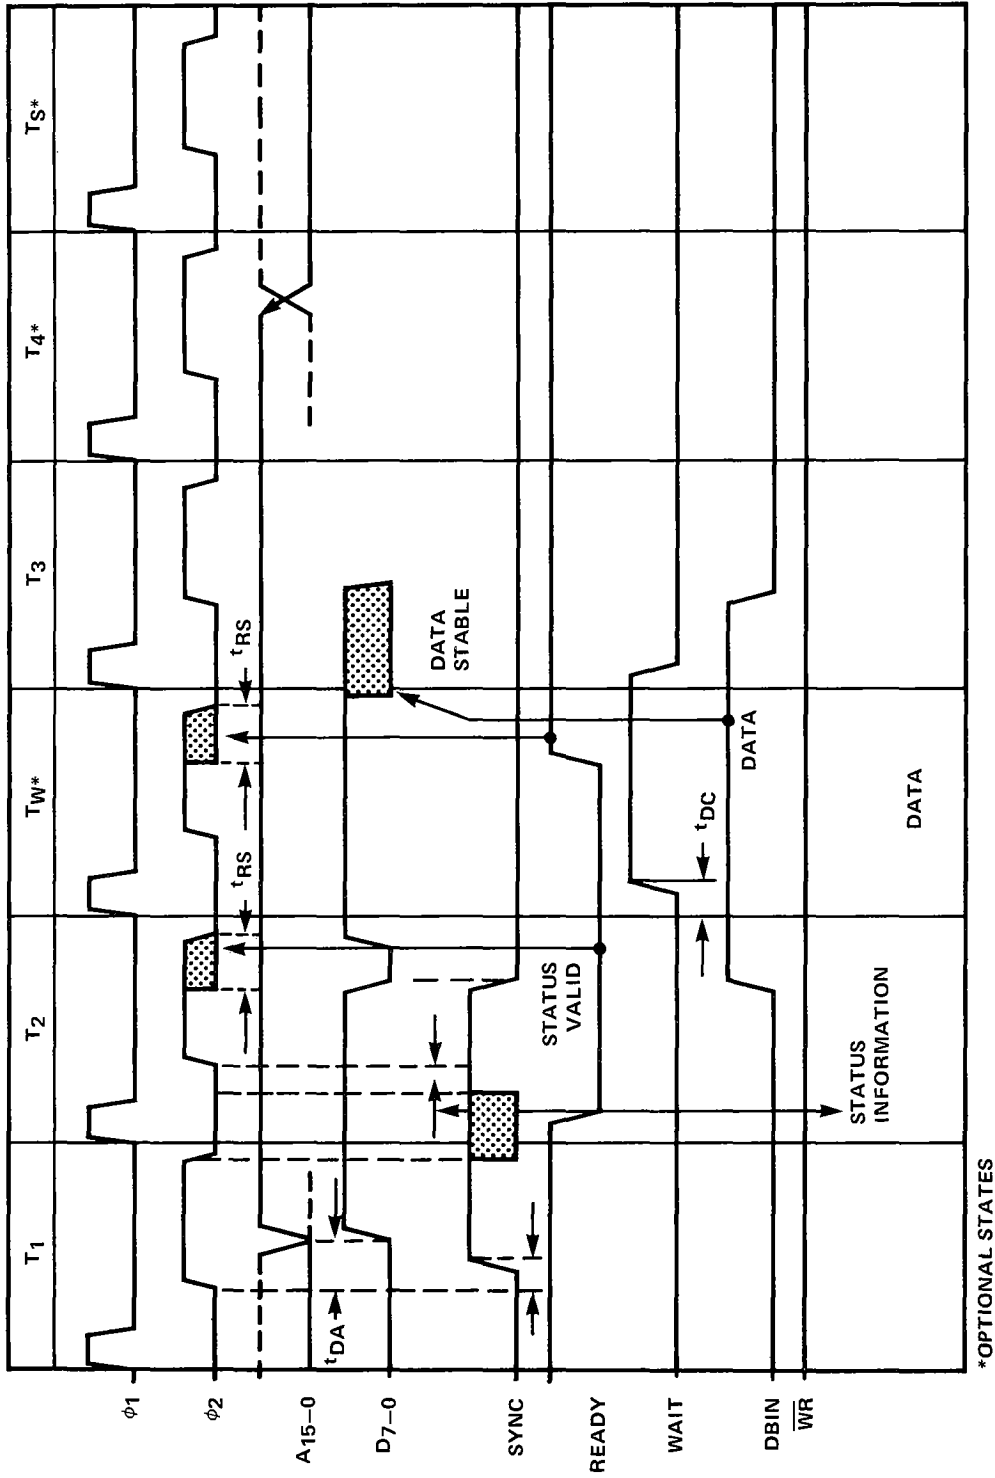 T1 T2 TW* T3 T4* TS*
φ1
φ2
tRS tRS
A15–0
tDA
D7–0
DATA
STABLE
SYNC
STATUS
VALID
READY
WAIT
tDC
DATA
DBIN
WR
STATUS
INFORMATION
DATA
*OPTIONAL STATES